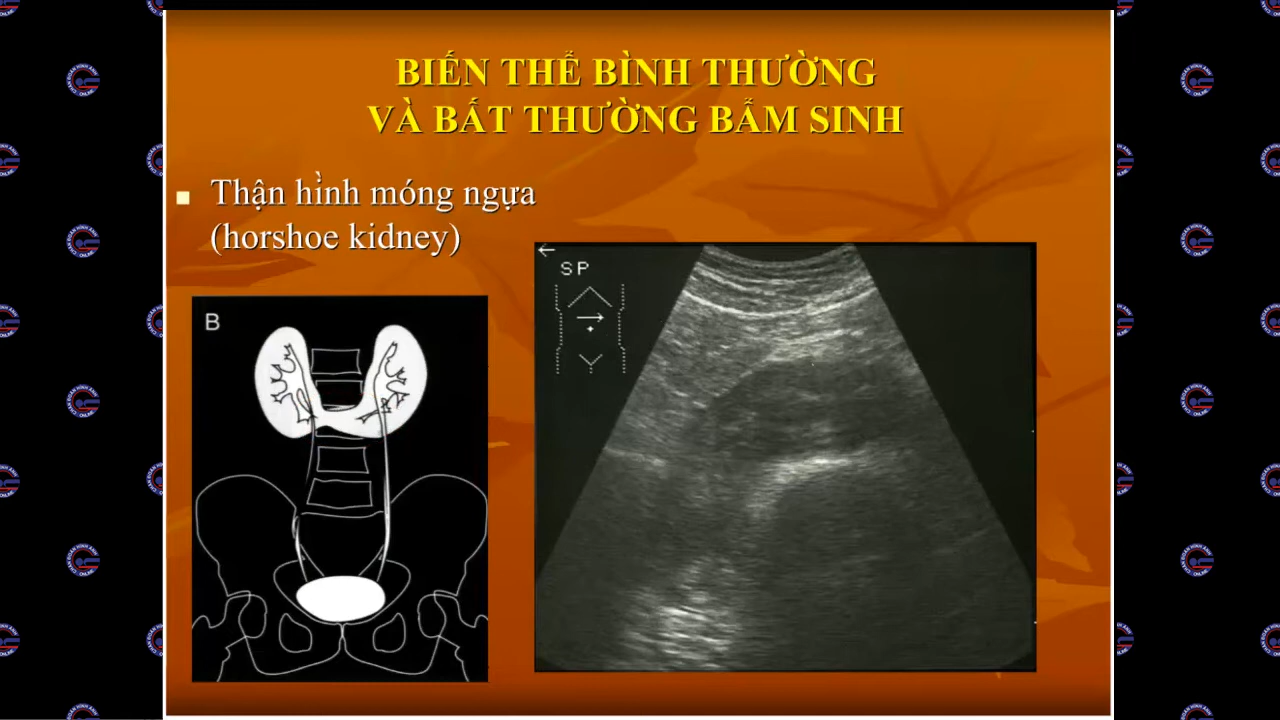 BIẾN THỂ BÌNH THƯỜNG
VÀ BẤT THƯỜNG BẨM SINH
Thận hình móng ngựa
(horshoe kidney)
SP
B